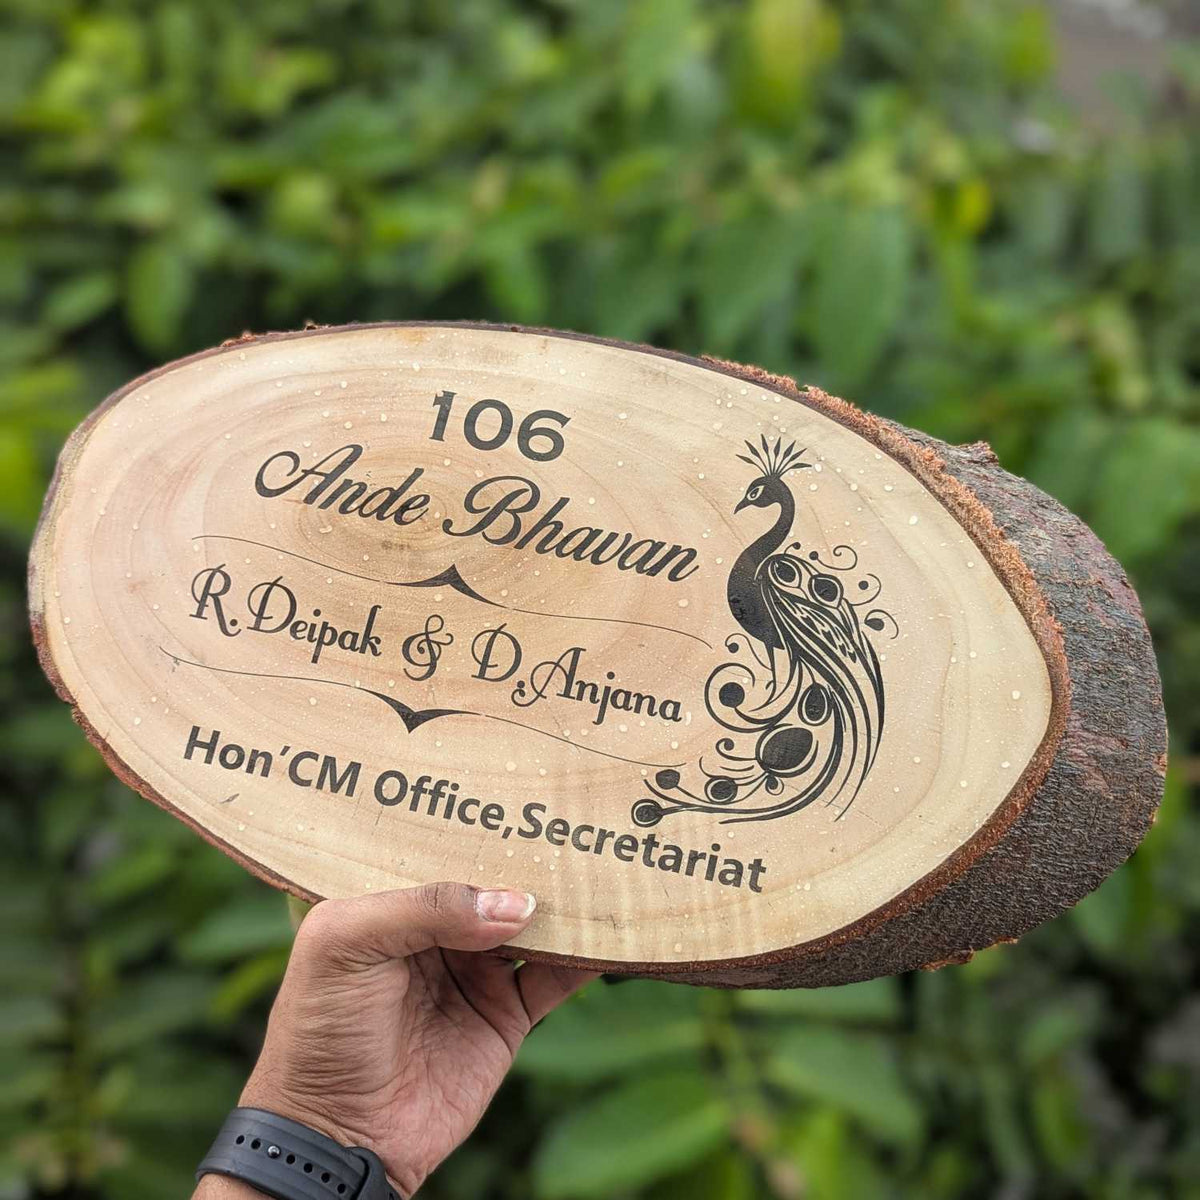 106
Ande Bhavan
R.Deipak & D.Anjana
Hon'CM Office,Secretariat